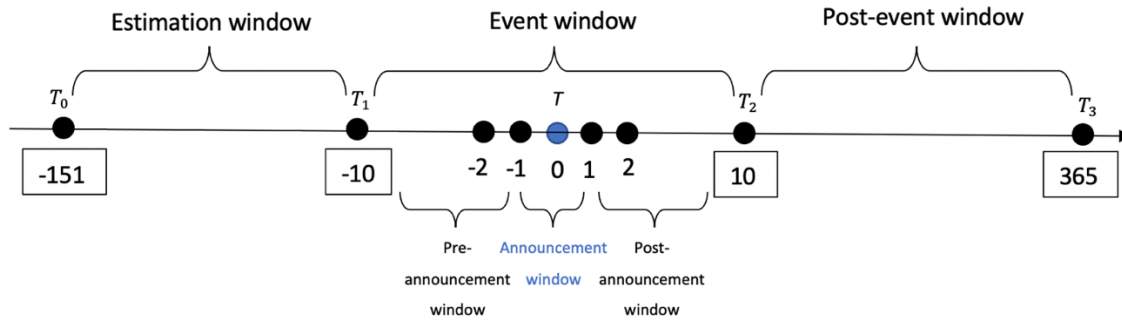 Estimation window
Event window
Post-event window
T₀
T₁
T
T₂
T₃
-151
-10
-2
-1
0
1
2
10
365
Pre-
announcement
window
Announcement
window
Post-
announcement
window